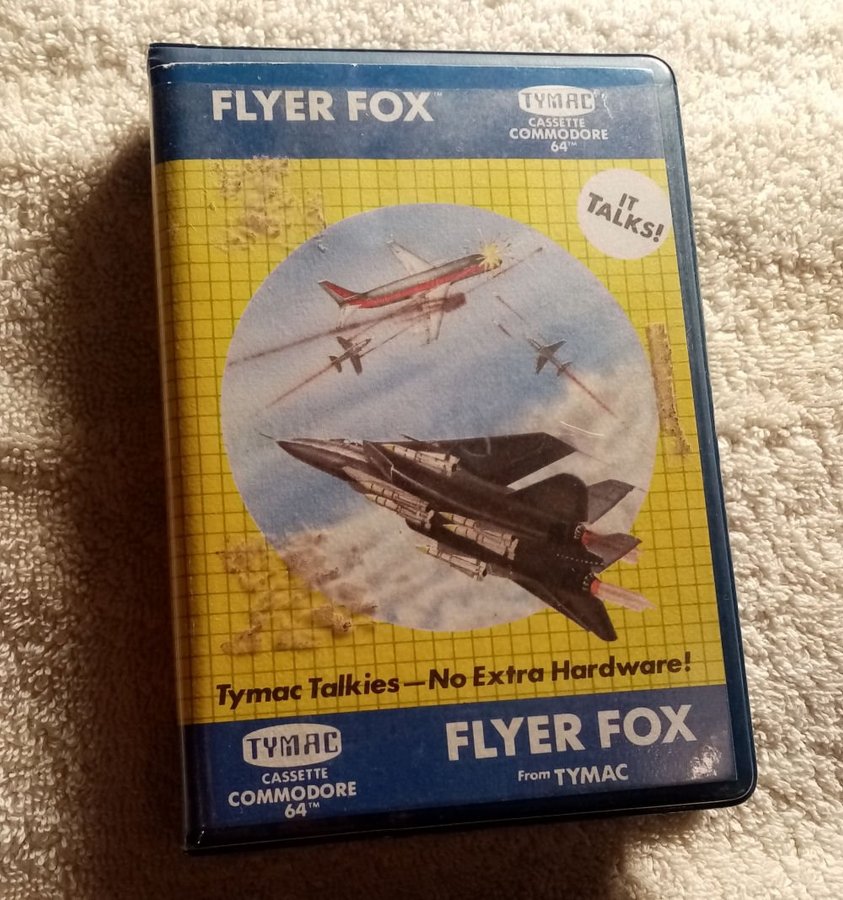 FLYER FOX™
TYMAC
CASSETTE
COMMODORE
64™
IT
TALKS!
Tymac Talkies—No Extra Hardware!
TYMAC
CASSETTE
COMMODORE
64™
FLYER FOX
From TYMAC